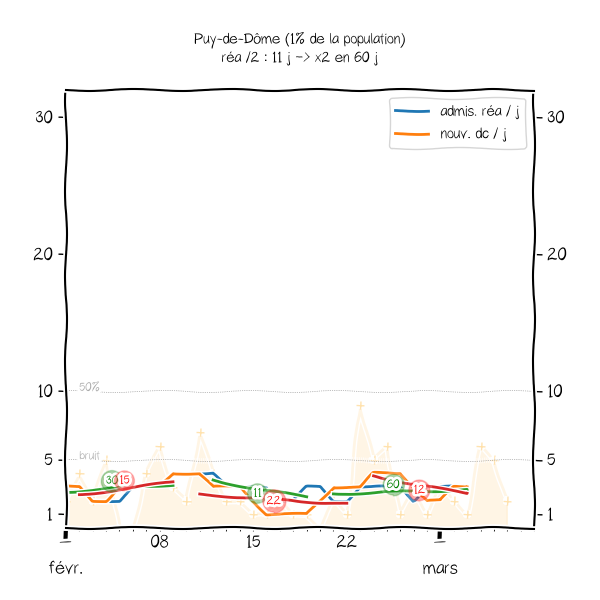 Puy-de-Dôme (1% de la population)
réa /2 : 11 j -> x2 en 60 j
admis. réa / j
nouv. dc / j
30 30
20 20
10 10
50%
bruit
5 5
30 15 11 22 60 12
1 1
08 15 22
févr. mars